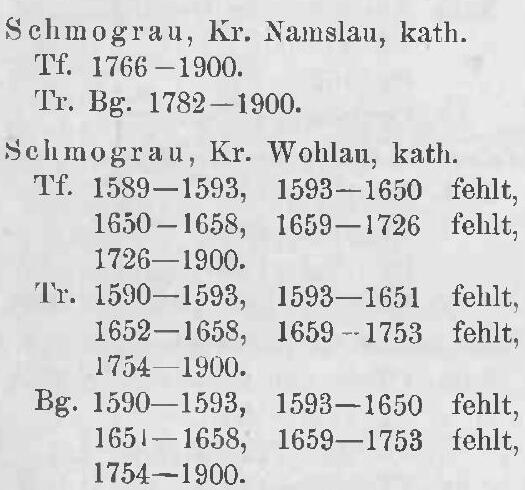 Schmograu, Kr. Namslau, kath.
Tf. 1766–1900.
Tr. Bg. 1782—1900.
Schmograu, Kr. Wohlau, kath.
Tf. 1589—1593, 1593—1650 fehlt,
1650–1658, 1659—1726 fehlt,
1726—1900.
Tr. 1590—1593, 1593—1651 fehlt,
1652—1658, 1659--1753 fehlt,
1754—1900.
Bg. 1590—1593, 1593—1650 fehlt,
1651—1658, 1659—1753 fehlt,
1754—1900.